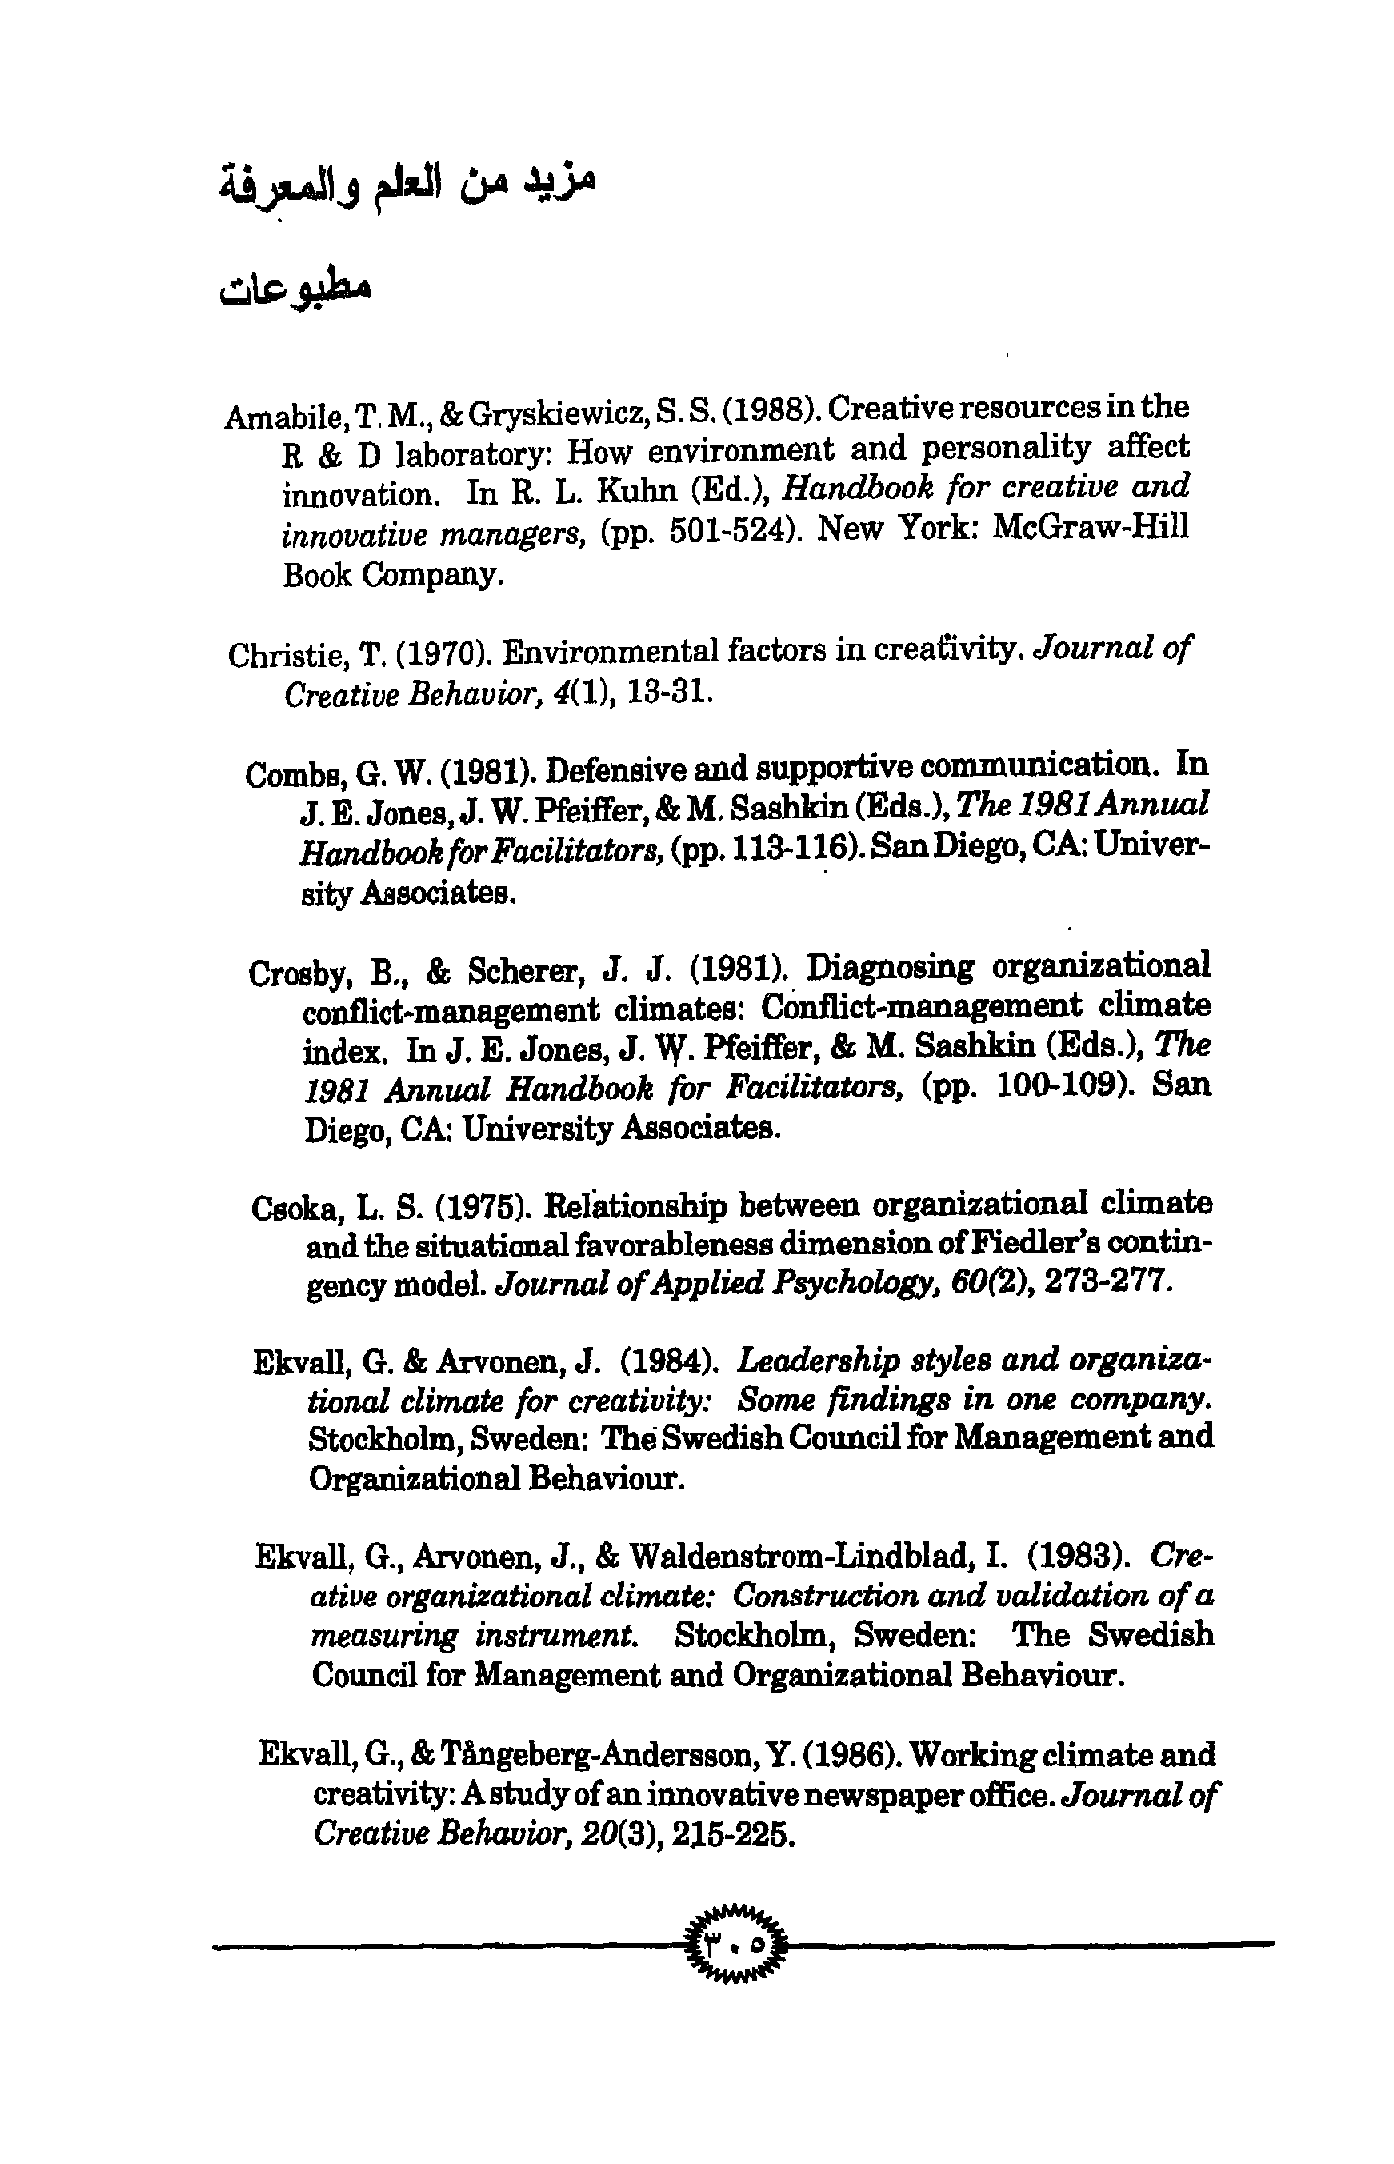 مزيد من العلم والمعرفة
مطبوعات
Amabile, T. M., & Gryskiewicz, S. S. (1988). Creative resources in the
R & D laboratory: How environment and personality affect
innovation. In R. L. Kuhn (Ed.), Handbook for creative and
innovative managers, (pp. 501-524). New York: McGraw-Hill
Book Company.
Christie, T. (1970). Environmental factors in creativity. Journal of
Creative Behavior, 4(1), 13-31.
Combs, G. W. (1981). Defensive and supportive communication. In
J. E. Jones, J. W. Pfeiffer, & M. Sashkin (Eds.), The 1981 Annual
Handbook for Facilitators, (pp. 113-116). San Diego, CA: Univer-
sity Associates.
Crosby, B., & Scherer, J. J. (1981). Diagnosing organizational
conflict-management climates: Conflict-management climate
index. In J. E. Jones, J. W. Pfeiffer, & M. Sashkin (Eds.), The
1981 Annual Handbook for Facilitators, (pp. 100-109). San
Diego, CA: University Associates.
Csoka, L. S. (1975). Relationship between organizational climate
and the situational favorableness dimension of Fiedler's contin-
gency model. Journal of Applied Psychology, 60(2), 273-277.
Ekvall, G. & Arvonen, J. (1984). Leadership styles and organiza-
tional climate for creativity: Some findings in one company.
Stockholm, Sweden: The Swedish Council for Management and
Organizational Behaviour.
Ekvall, G., Arvonen, J., & Waldenstrom-Lindblad, I. (1983). Cre-
ative organizational climate: Construction and validation of a
measuring instrument. Stockholm, Sweden: The Swedish
Council for Management and Organizational Behaviour.
Ekvall, G., & Tångeberg-Andersson, Y. (1986). Working climate and
creativity: A study of an innovative newspaper office. Journal of
Creative Behavior, 20(3), 215-225.
٣٠٥